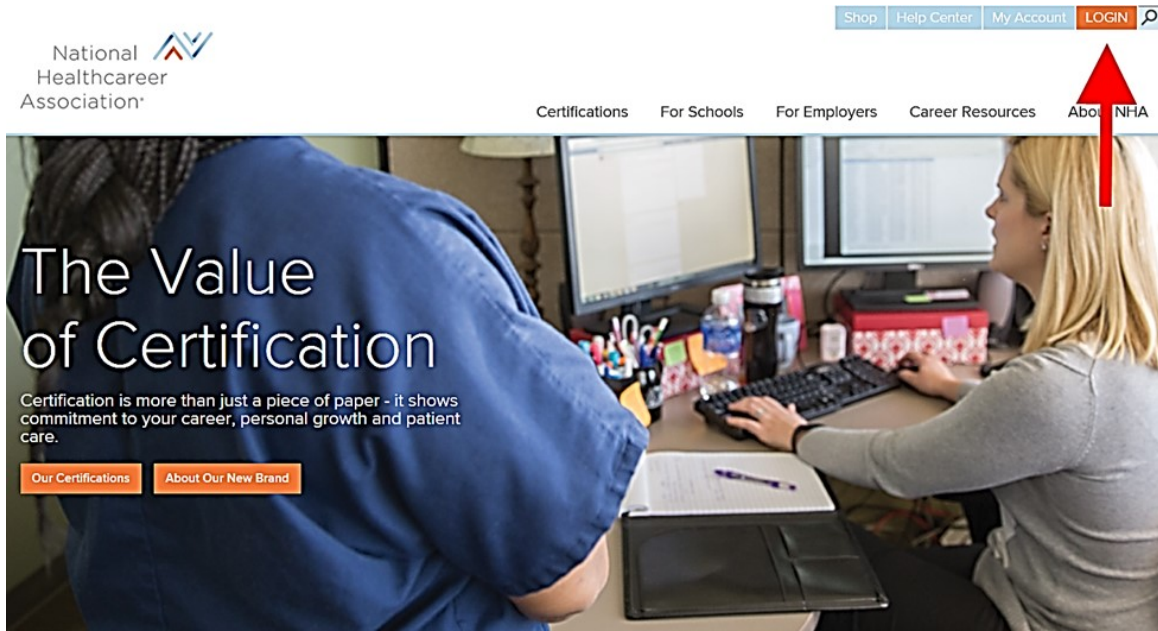 Shop Help Center My Account LOGIN
National
Healthcareer
Association
Certifications For Schools For Employers Career Resources About NHA
The Value
of Certification
Certification is more than just a piece of paper - it shows
commitment to your career, personal growth and patient
care.
Our Certifications About Our New Brand